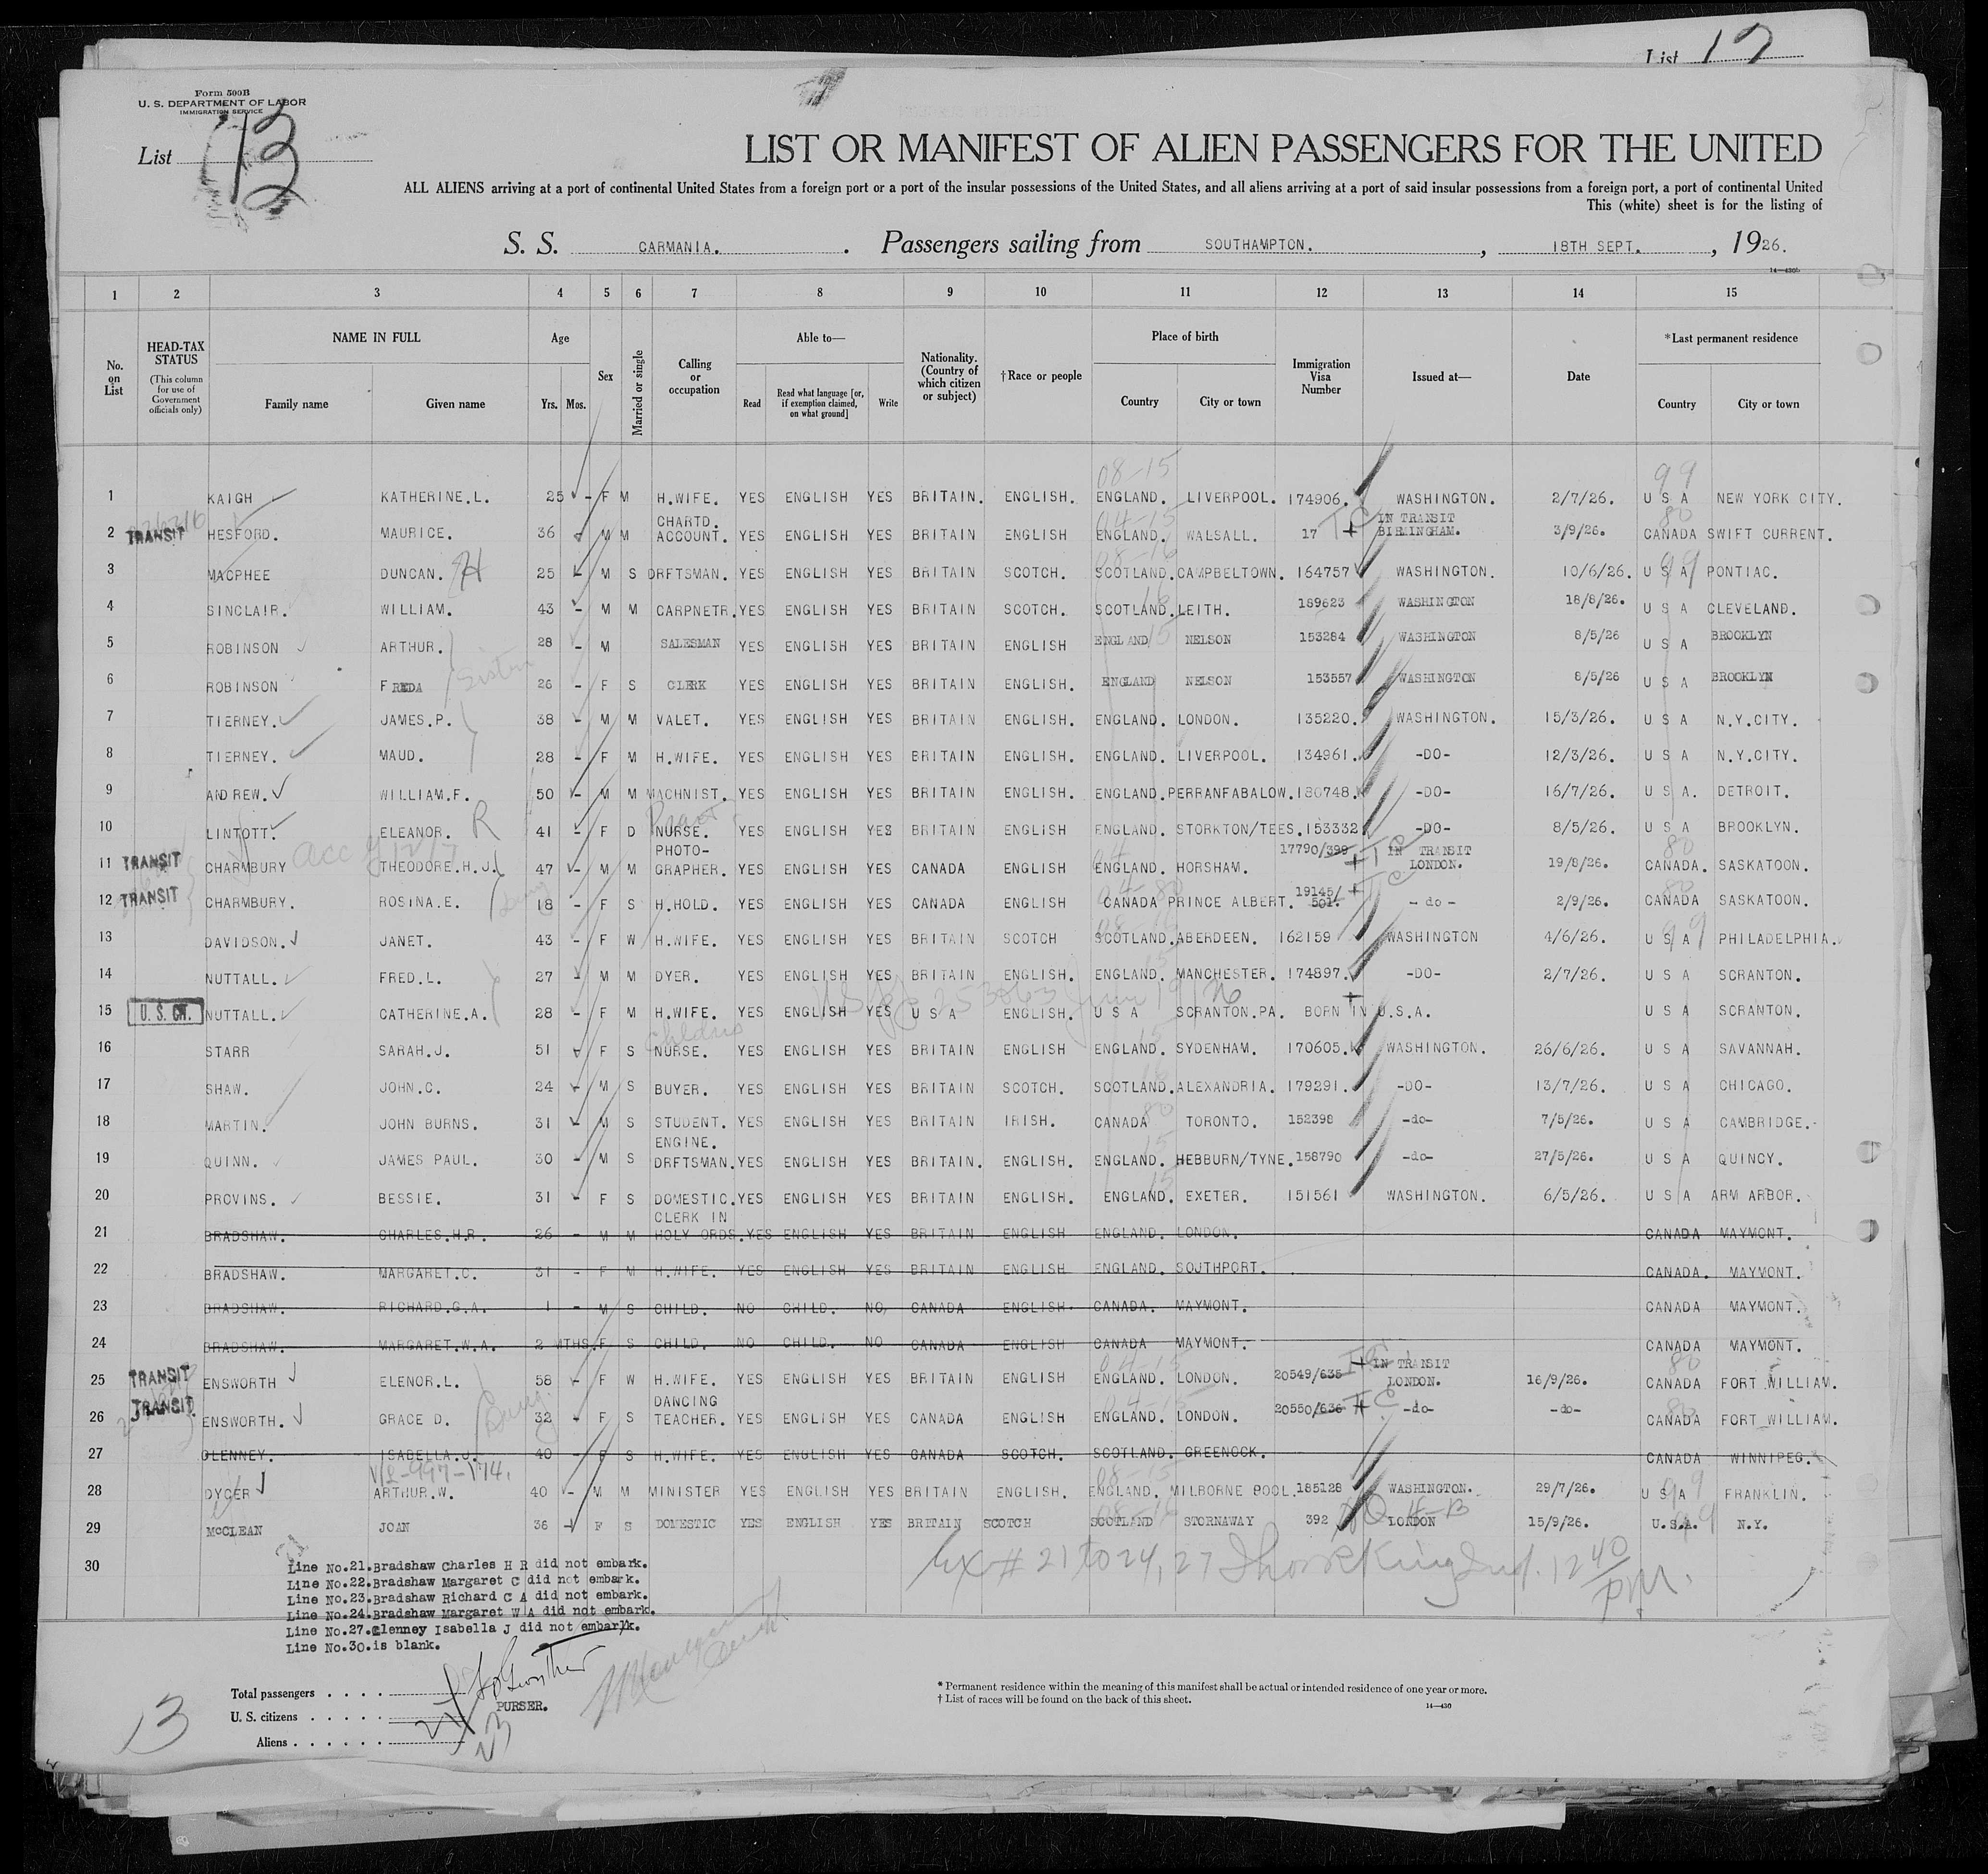 List 17
Form 500B
U. S. DEPARTMENT OF LABOR
IMMIGRATION SERVICE
List 13
LIST OR MANIFEST OF ALIEN PASSENGERS FOR THE UNITED
ALL ALIENS arriving at a port of continental United States from a foreign port or a port of the insular possessions of the United States, and all aliens arriving at a port of said insular possessions from a foreign port, a port of continental United
This (white) sheet is for the listing of
S. S. CARMANIA. Passengers sailing from SOUTHAMPTON. , 18TH SEPT. , 1926.
1 2 3 4 5 6 7 8 9 10 11 12 13 14 15
No. on List
HEAD-TAX STATUS (This column for use of Government officials only)
NAME IN FULL Family name Given name
Age Yrs. Mos.
Sex
Married or single
Calling or occupation
Able to— Read Read what language [or, if exemption claimed, on what ground] Write
Nationality. (Country of which citizen or subject)
†Race or people
Place of birth Country City or town
Immigration Visa Number
Issued at—
Date
*Last permanent residence Country City or town
08-15 99
1 KAIGH KATHERINE.L. 25 - F M H.WIFE. YES ENGLISH YES BRITAIN. ENGLISH. ENGLAND. LIVERPOOL. 174906. WASHINGTON. 2/7/26. U S A NEW YORK CITY.
2 TRANSIT HESFORD. MAURICE. 36 M M CHARTD. ACCOUNT. YES ENGLISH YES BRITAIN ENGLISH ENGLAND. WALSALL. 17 IN TRANSIT BIRMINGHAM. 3/9/26. CANADA SWIFT CURRENT.
3 MACPHEE DUNCAN. 25 - M S DRFTSMAN. YES ENGLISH YES BRITAIN SCOTCH. SCOTLAND. CAMPBELTOWN. 164757 WASHINGTON. 10/6/26. U S A PONTIAC.
4 SINCLAIR. WILLIAM. 43 - M M CARPNETR. YES ENGLISH YES BRITAIN SCOTCH. SCOTLAND. LEITH. 189623 WASHINGTON 18/8/26. U S A CLEVELAND.
5 ROBINSON ARTHUR. 28 - M SALESMAN YES ENGLISH YES BRITAIN ENGLISH ENGLAND NELSON 153284 WASHINGTON 8/5/26 U S A BROOKLYN
6 ROBINSON FREDA 26 - F S CLERK YES ENGLISH YES BRITAIN ENGLISH. ENGLAND NELSON 153557 WASHINGTON 8/5/26 U S A BROOKLYN
7 TIERNEY. JAMES.P. 38 - M M VALET. YES ENGLISH YES BRITAIN ENGLISH. ENGLAND. LONDON. 135220. WASHINGTON. 15/3/26. U S A N.Y.CITY.
8 TIERNEY. MAUD. 28 - F M H.WIFE. YES ENGLISH YES BRITAIN ENGLISH. ENGLAND. LIVERPOOL. 134961. -DO- 12/3/26. U S A N.Y.CITY.
9 ANDREW. WILLIAM.F. 50 - M M MACHNIST. YES ENGLISH YES BRITAIN ENGLISH. ENGLAND. PERRANFABALOW. 180748. -DO- 16/7/26. U S A. DETROIT.
10 LINTOTT. ELEANOR. R 41 - F D NURSE. YES ENGLISH YES BRITAIN ENGLISH ENGLAND. STORKTON/TEES. 153332. -DO- 8/5/26. U S A BROOKLYN.
11 TRANSIT CHARMBURY THEODORE.H.J. 47 - M M PHOTO- GRAPHER. YES ENGLISH YES CANADA ENGLISH ENGLAND. HORSHAM. 17790/399 IN TRANSIT LONDON. 19/8/26. CANADA. SASKATOON.
12 TRANSIT CHARMBURY. ROSINA.E. 18 - F S H.HOLD. YES ENGLISH YES CANADA ENGLISH CANADA PRINCE ALBERT. 19145/501. - do - 2/9/26. CANADA SASKATOON.
13 DAVIDSON. JANET. 43 - F W H.WIFE. YES ENGLISH YES BRITAIN SCOTCH SCOTLAND. ABERDEEN. 162159 WASHINGTON 4/6/26. U S A PHILADELPHIA.
14 NUTTALL. FRED.L. 27 - M M DYER. YES ENGLISH YES BRITAIN ENGLISH. ENGLAND. MANCHESTER. 174897. -DO- 2/7/26. U S A SCRANTON.
15 U. S. CIT. NUTTALL. CATHERINE.A. 28 - F M H.WIFE. YES ENGLISH YES U S A ENGLISH. U S A SCRANTON.PA. BORN IN U.S.A. U S A SCRANTON.
16 STARR SARAH.J. 51 - F S NURSE. YES ENGLISH YES BRITAIN ENGLISH ENGLAND. SYDENHAM. 170605. WASHINGTON. 26/6/26. U S A SAVANNAH.
17 SHAW. JOHN.C. 24 - M S BUYER. YES ENGLISH YES BRITAIN SCOTCH. SCOTLAND. ALEXANDRIA. 179291. -DO- 13/7/26. U S A CHICAGO.
18 MARTIN. JOHN BURNS. 31 - M S STUDENT. YES ENGLISH YES BRITAIN IRISH. CANADA TORONTO. 152398 -do- 7/5/26. U S A CAMBRIDGE.
19 QUINN. JAMES PAUL. 30 - M S ENGINE. DRFTSMAN. YES ENGLISH YES BRITAIN. ENGLISH. ENGLAND. HEBBURN/TYNE. 158790 -do- 27/5/26. U S A QUINCY.
20 PROVINS. BESSIE. 31 - F S DOMESTIC. YES ENGLISH YES BRITAIN ENGLISH. ENGLAND. EXETER. 151561 WASHINGTON. 6/5/26. U S A ARM ARBOR.
21 BRADSHAW. CHARLES.H.R. 26 - M M CLERK IN HOLY ORDS. YES ENGLISH YES BRITAIN ENGLISH ENGLAND. LONDON. CANADA MAYMONT.
22 BRADSHAW. MARGARET.C. 31 - F M H.WIFE. YES ENGLISH YES BRITAIN ENGLISH ENGLAND. SOUTHPORT. CANADA. MAYMONT.
23 BRADSHAW. RICHARD.G.A. 1 - M S CHILD. NO CHILD. NO, CANADA ENGLISH CANADA. MAYMONT. CANADA MAYMONT.
24 BRADSHAW. MARGARET.W.A. 2 MTHS. F S CHILD. NO CHILD. NO CANADA ENGLISH CANADA MAYMONT. CANADA MAYMONT.
25 TRANSIT ENSWORTH ELENOR.L. 58 - F W H.WIFE. YES ENGLISH YES BRITAIN ENGLISH ENGLAND. LONDON. 20549/635 IN TRANSIT LONDON. 16/9/26. CANADA FORT WILLIAM.
26 TRANSIT ENSWORTH. GRACE D. 32 - F S DANCING TEACHER. YES ENGLISH YES CANADA ENGLISH ENGLAND. LONDON. 20550/636 -do- -do- CANADA FORT WILLIAM.
27 GLENNEY. ISABELLA.J. 40 - F S H.WIFE. YES ENGLISH YES CANADA SCOTCH. SCOTLAND. GREENOCK. CANADA WINNIPEG.
28 DYCER ARTHUR.W. 40 - M M MINISTER YES ENGLISH YES BRITAIN ENGLISH. ENGLAND. MILBORNE POOL. 185128 WASHINGTON. 29/7/26. U S A FRANKLIN.
29 McCLEAN JOAN 36 F S DOMESTIC YES ENGLISH YES BRITAIN SCOTCH SCOTLAND STORNAWAY 392 LONDON 15/9/26. U.S.A. N.Y.
30
Line No.21.Bradshaw Charles H R did not embark.
Line No.22.Bradshaw Margaret C did not embark.
Line No.23.Bradshaw Richard C A did not embark.
Line No.24.Bradshaw Margaret W A did not embark.
Line No.27.Glenney Isabella J did not embark.
Line No.30.is blank.
PURSER.
Total passengers . . . .
U. S. citizens . . . . .
Aliens . . . . . .
13
* Permanent residence within the meaning of this manifest shall be actual or intended residence of one year or more.
† List of races will be found on the back of this sheet.
14—430